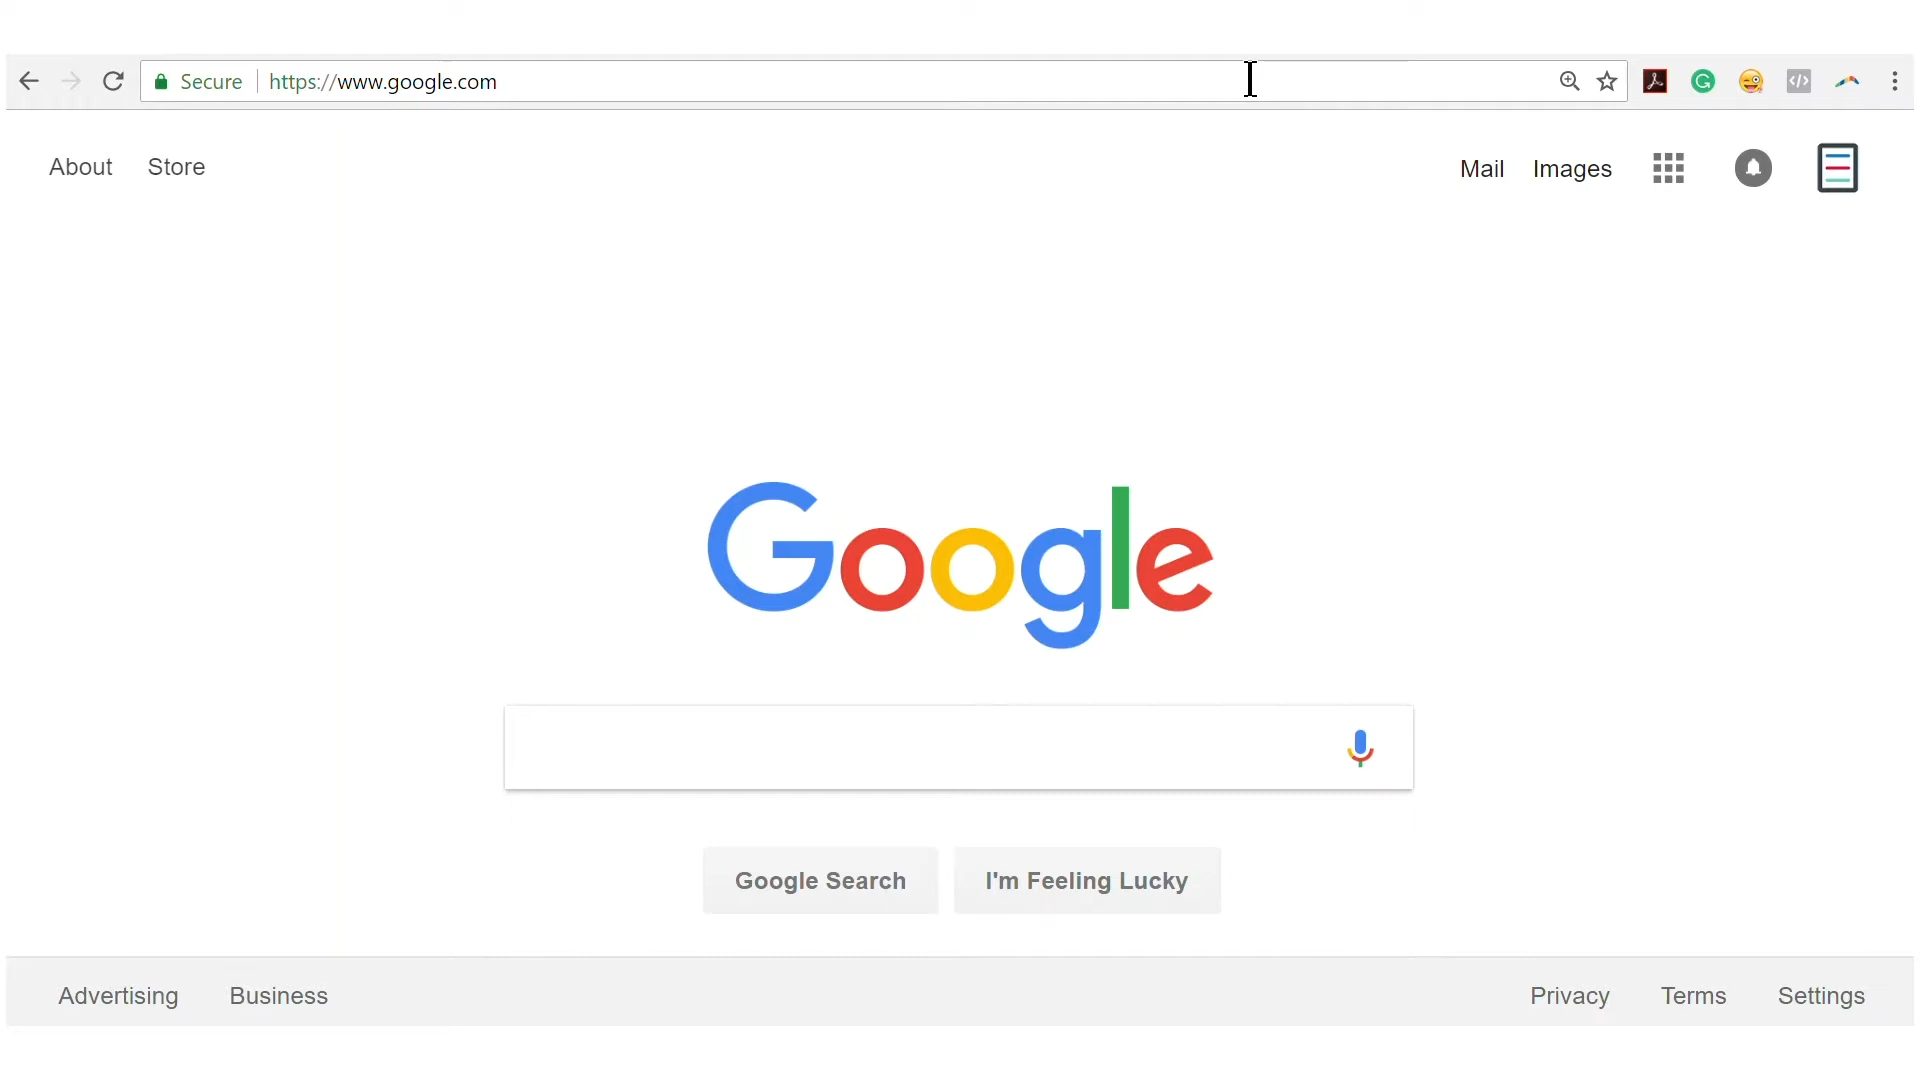 Secure https://www.google.com
About Store Mail Images
Google
Google Search I'm Feeling Lucky
Advertising Business Privacy Terms Settings